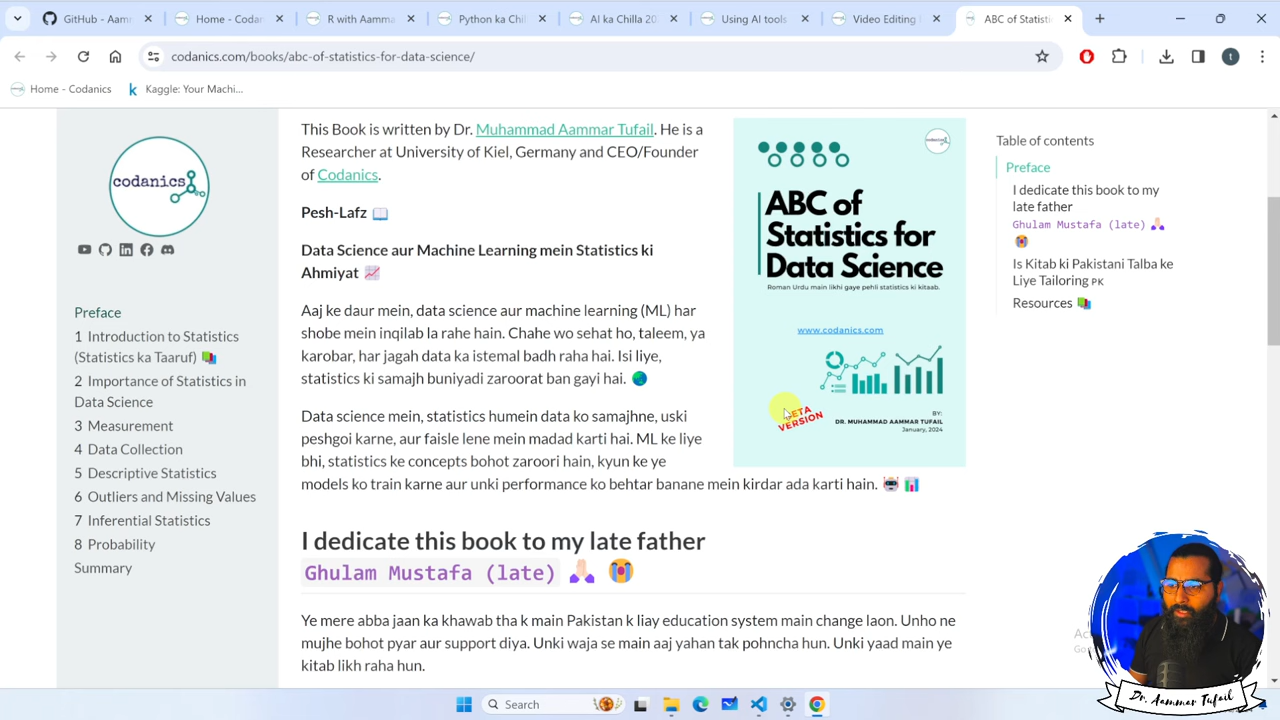 GitHub - Aamm
Home - Codan
R with Aamma
Python ka Chil
AI ka Chilla 20
Using AI tools
Video Editing
ABC of Statisti
codanics.com/books/abc-of-statistics-for-data-science/
t
Home - Codanics
Kaggle: Your Machi...
codanics
Preface
1 Introduction to Statistics
(Statistics ka Taaruf) 📚
2 Importance of Statistics in
Data Science
3 Measurement
4 Data Collection
5 Descriptive Statistics
6 Outliers and Missing Values
7 Inferential Statistics
8 Probability
Summary
This Book is written by Dr. Muhammad Aammar Tufail. He is a
Researcher at University of Kiel, Germany and CEO/Founder
of Codanics.
Pesh-Lafz 📖
Data Science aur Machine Learning mein Statistics ki
Ahmiyat 📈
Aaj ke daur mein, data science aur machine learning (ML) har
shobe mein inqilab la rahe hain. Chahe wo sehat ho, taleem, ya
karobar, har jagah data ka istemal badh raha hai. Isi liye,
statistics ki samajh buniyadi zaroorat ban gayi hai. 🌏
Data science mein, statistics humein data ko samajhne, uski
peshgoi karne, aur faisle lene mein madad karti hai. ML ke liye
bhi, statistics ke concepts bohot zaroori hain, kyun ke ye
models ko train karne aur unki performance ko behtar banane mein kirdar ada karti hain. 🤖 📊
I dedicate this book to my late father
Ghulam Mustafa (late) 🙏🏻 😭
Ye mere abba jaan ka khawab tha k main Pakistan k liay education system main change laon. Unho ne
mujhe bohot pyar aur support diya. Unki waja se main aaj yahan tak pohncha hun. Unki yaad main ye
kitab likh raha hun.
ABC of
Statistics for
Data Science
Roman Urdu main likhi gaye pehli statistics ki kitaab.
www.codanics.com
BETA
VERSION
BY:
DR. MUHAMMAD AAMMAR TUFAIL
January, 2024
Table of contents
Preface
I dedicate this book to my
late father
Ghulam Mustafa (late) 🙏🏻
😭
Is Kitab ki Pakistani Talba ke
Liye Tailoring PK
Resources 📚
Dr. Aammar Tufail
Search